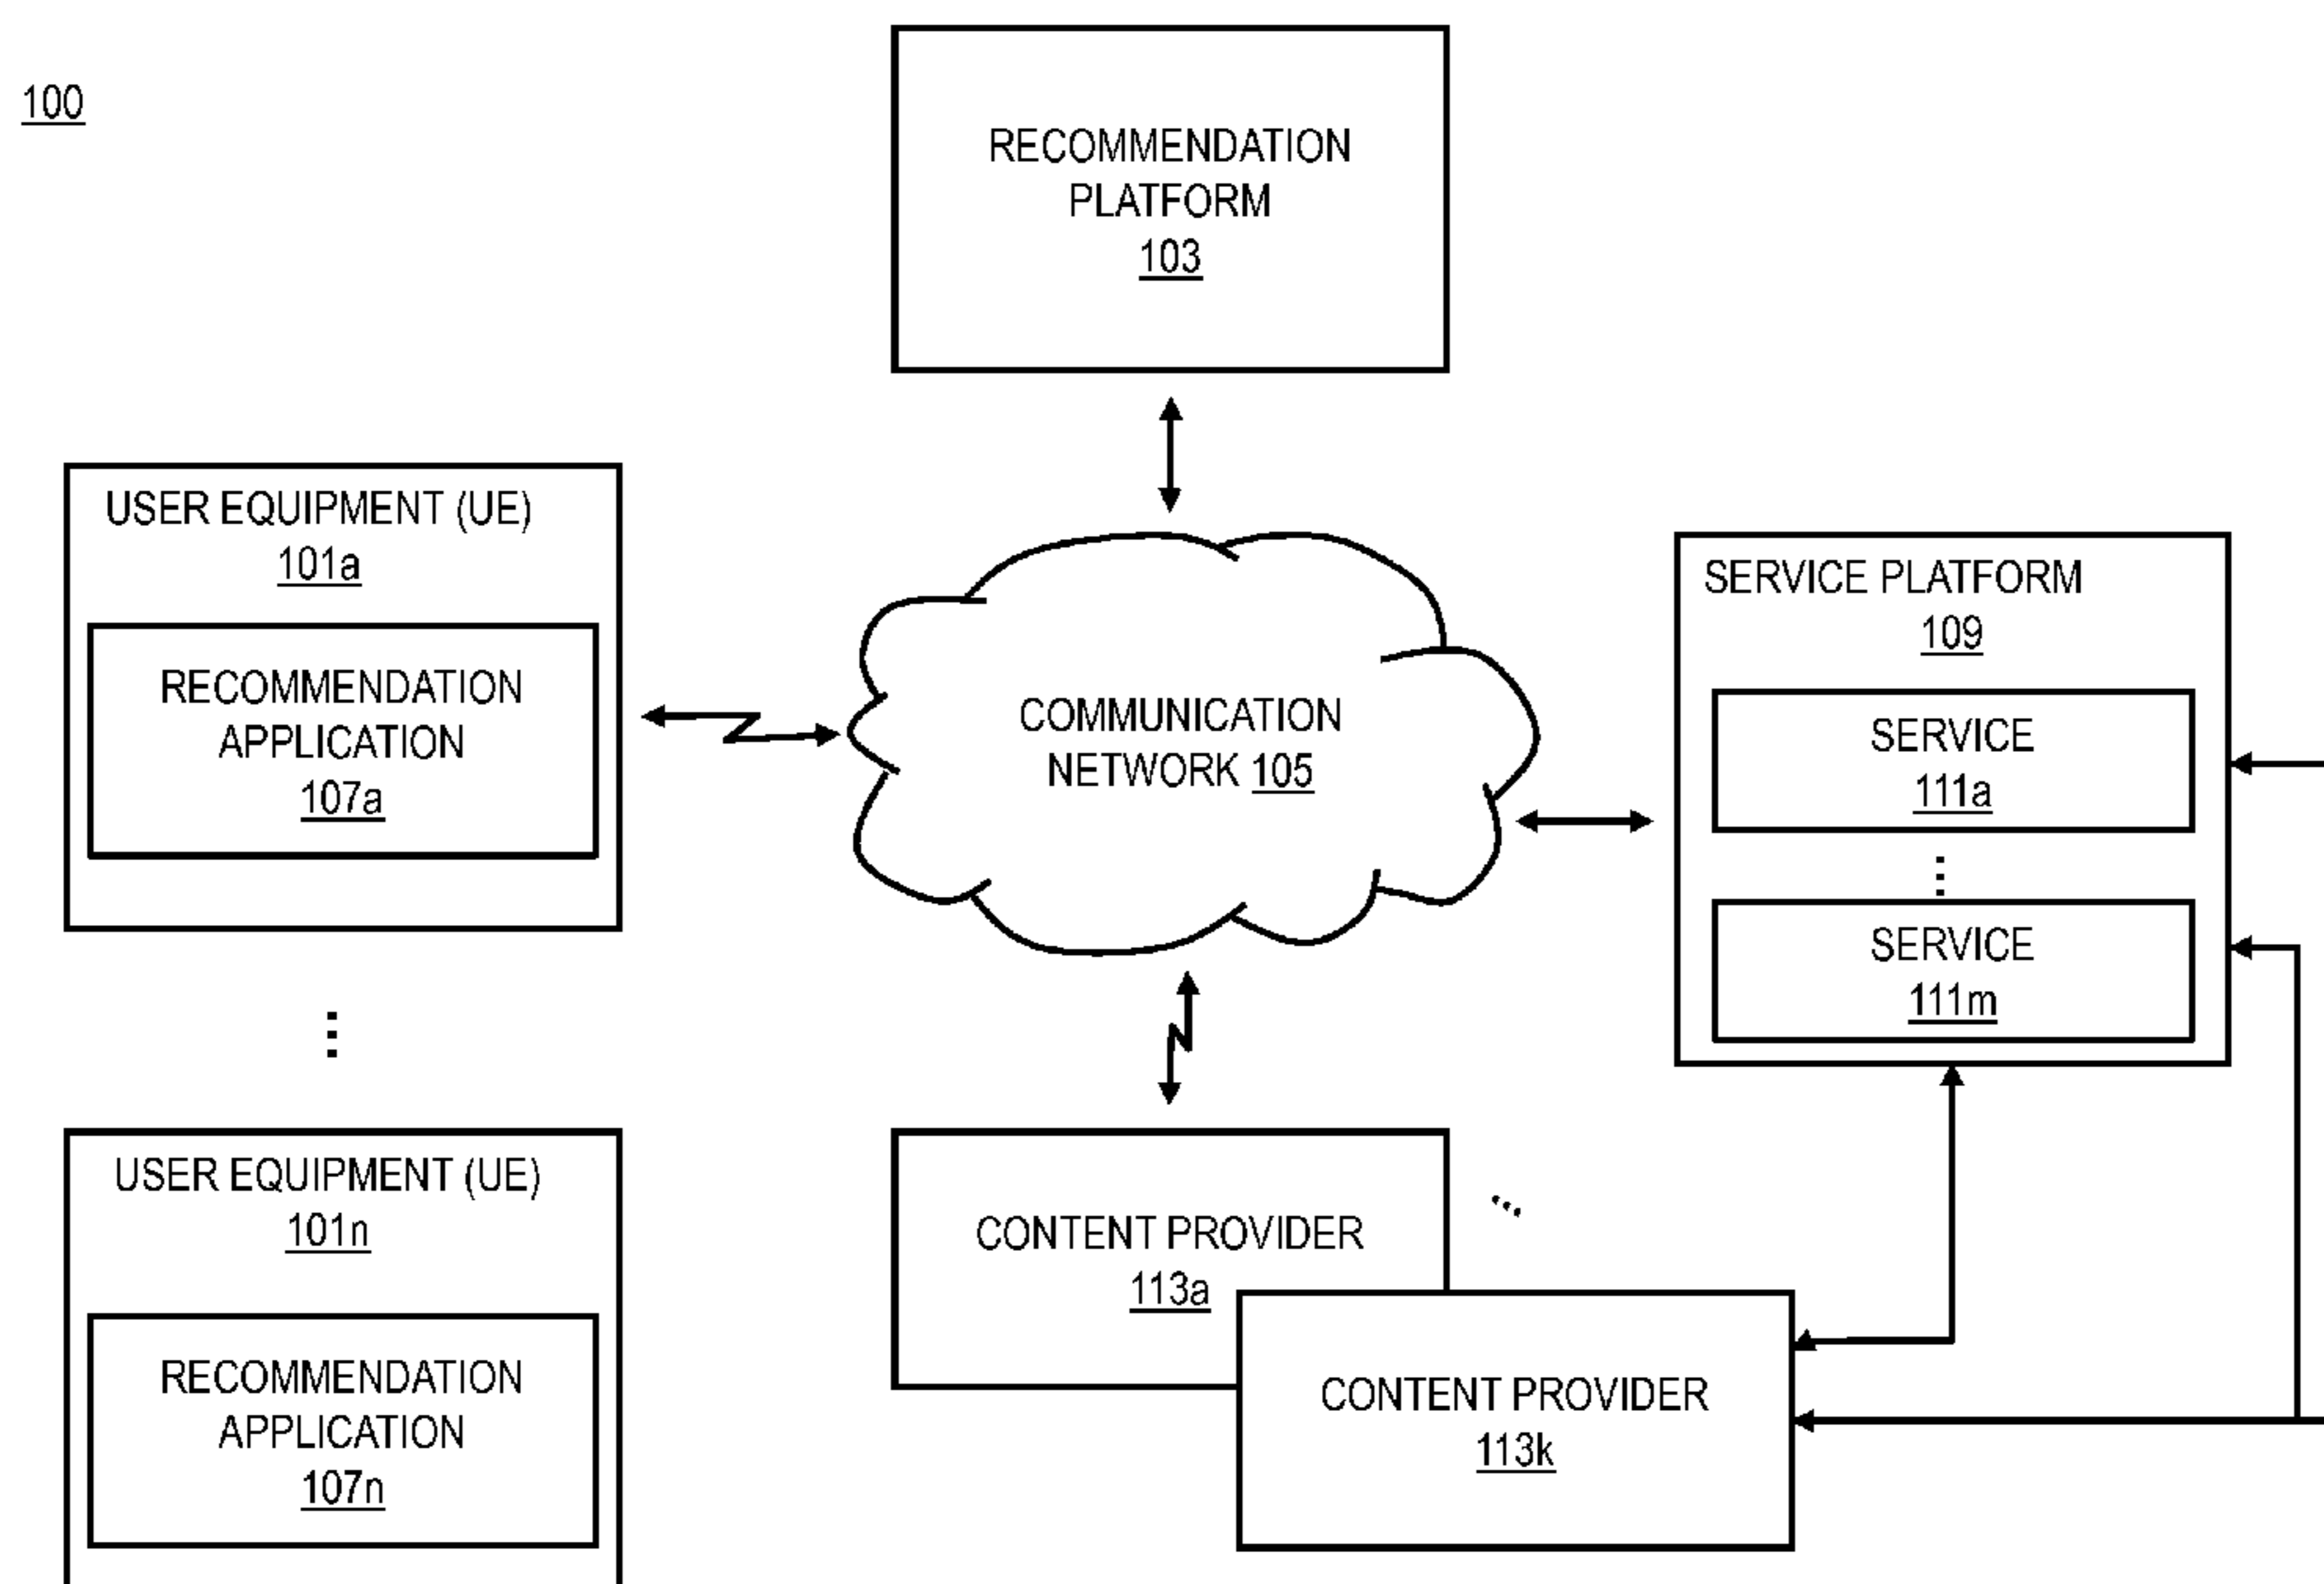 100
RECOMMENDATION
PLATFORM
103
USER EQUIPMENT (UE)
101a
RECOMMENDATION
APPLICATION
107a
COMMUNICATION
NETWORK 105
SERVICE PLATFORM
109
SERVICE
111a
SERVICE
111m
USER EQUIPMENT (UE)
101n
RECOMMENDATION
APPLICATION
107n
CONTENT PROVIDER
113a
CONTENT PROVIDER
113k